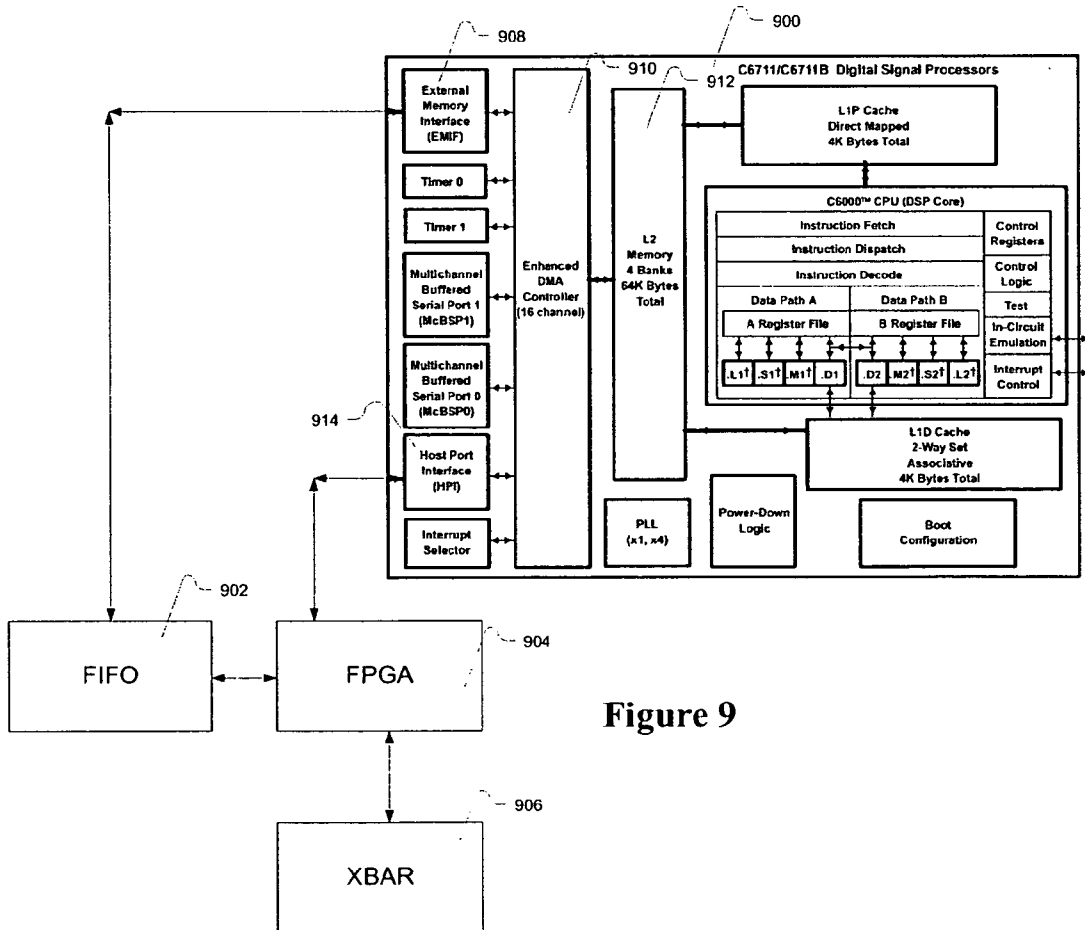 900
908
C6711/C6711B Digital Signal Processors
910
912
External
Memory
Interface
(EMIF)
L1P Cache
Direct Mapped
4K Bytes Total
Timer 0
Timer 1
C6000™ CPU (DSP Core)
Instruction Fetch
Instruction Dispatch
Instruction Decode
Control
Registers
Control
Logic
Test
In-Circuit
Emulation
Interrupt
Control
Data Path A
Data Path B
A Register File
B Register File
.L1† .S1† .M1† .D1 .D2 .M2† .S2† .L2†
Multichannel
Buffered
Serial Port 1
(McBSP1)
Enhanced
DMA
Controller
(16 channel)
L2
Memory
4 Banks
64K Bytes
Total
Multichannel
Buffered
Serial Port 0
(McBSP0)
914
Host Port
Interface
(HPI)
L1D Cache
2-Way Set
Associative
4K Bytes Total
Interrupt
Selector
PLL
(x1, x4)
Power-Down
Logic
Boot
Configuration
902
904
FIFO
FPGA
Figure 9
906
XBAR